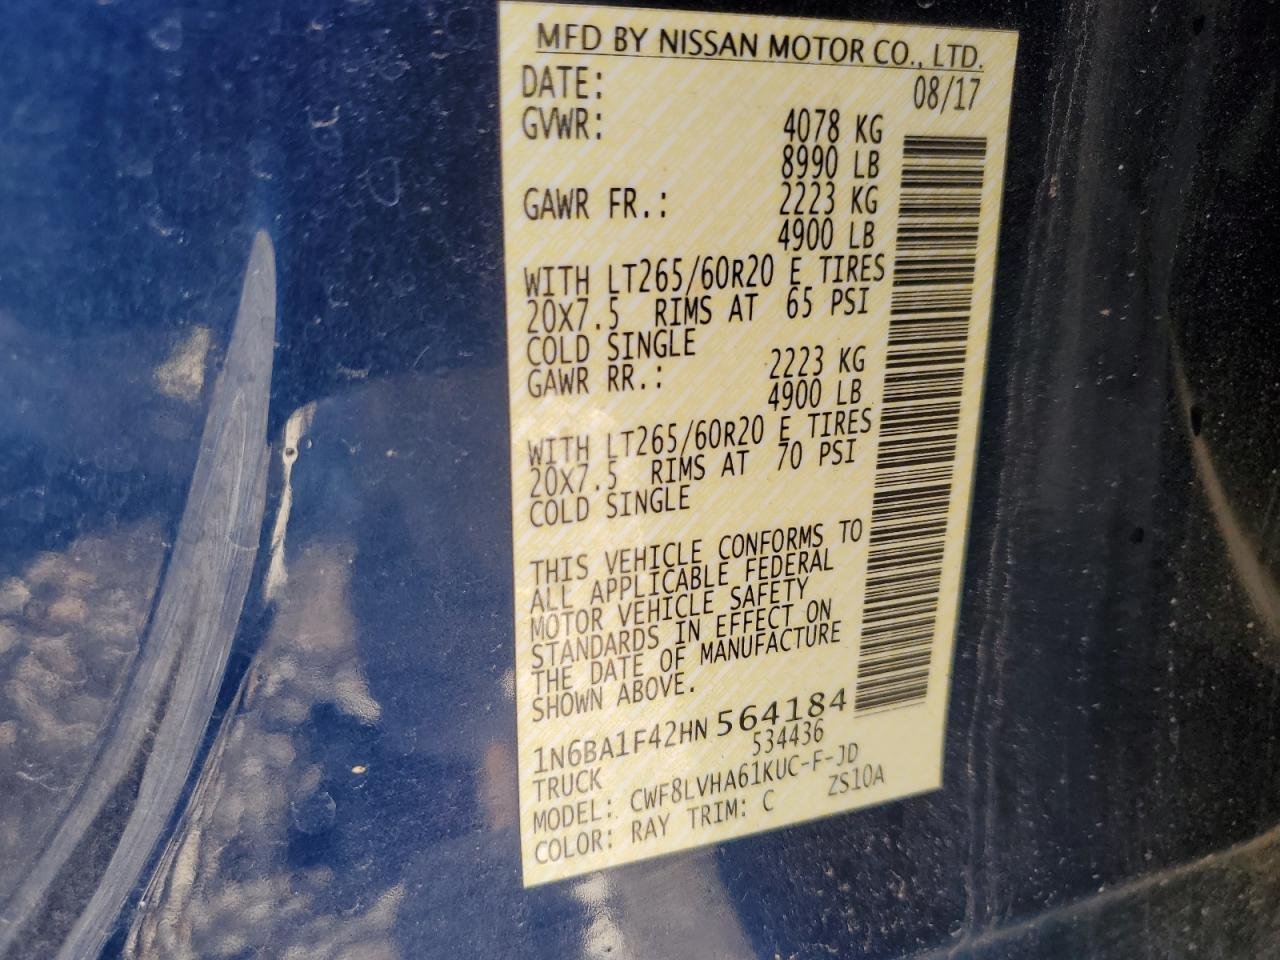 MFD BY NISSAN MOTOR CO., LTD.
DATE: 08/17
GVWR: 4078 KG
8990 LB
GAWR FR.: 2223 KG
4900 LB
WITH LT265/60R20 E TIRES
20X7.5 RIMS AT 65 PSI
COLD SINGLE
GAWR RR.: 2223 KG
4900 LB
WITH LT265/60R20 E TIRES
20X7.5 RIMS AT 70 PSI
COLD SINGLE
THIS VEHICLE CONFORMS TO
ALL APPLICABLE FEDERAL
MOTOR VEHICLE SAFETY
STANDARDS IN EFFECT ON
THE DATE OF MANUFACTURE
SHOWN ABOVE.
1N6BA1F42HN 564184
TRUCK 534436
MODEL: CWF8LVHA61KUC-F-JD
COLOR: RAY TRIM: C ZS10A